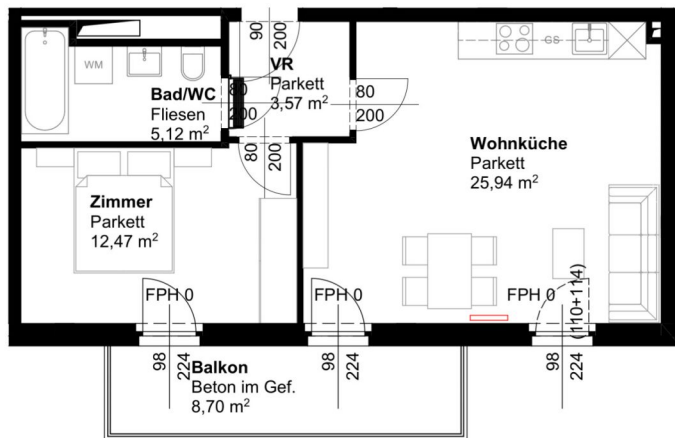 90
200
VR
Parkett
3,57 m²
WM
Bad/WC
Fliesen
5,12 m²
80
200
80
200
80
200
GS
Wohnküche
Parkett
25,94 m²
Zimmer
Parkett
12,47 m²
FPH 0
FPH 0
FPH 0
(110+114)
98
224
98
224
98
224
Balkon
Beton im Gef.
8,70 m²